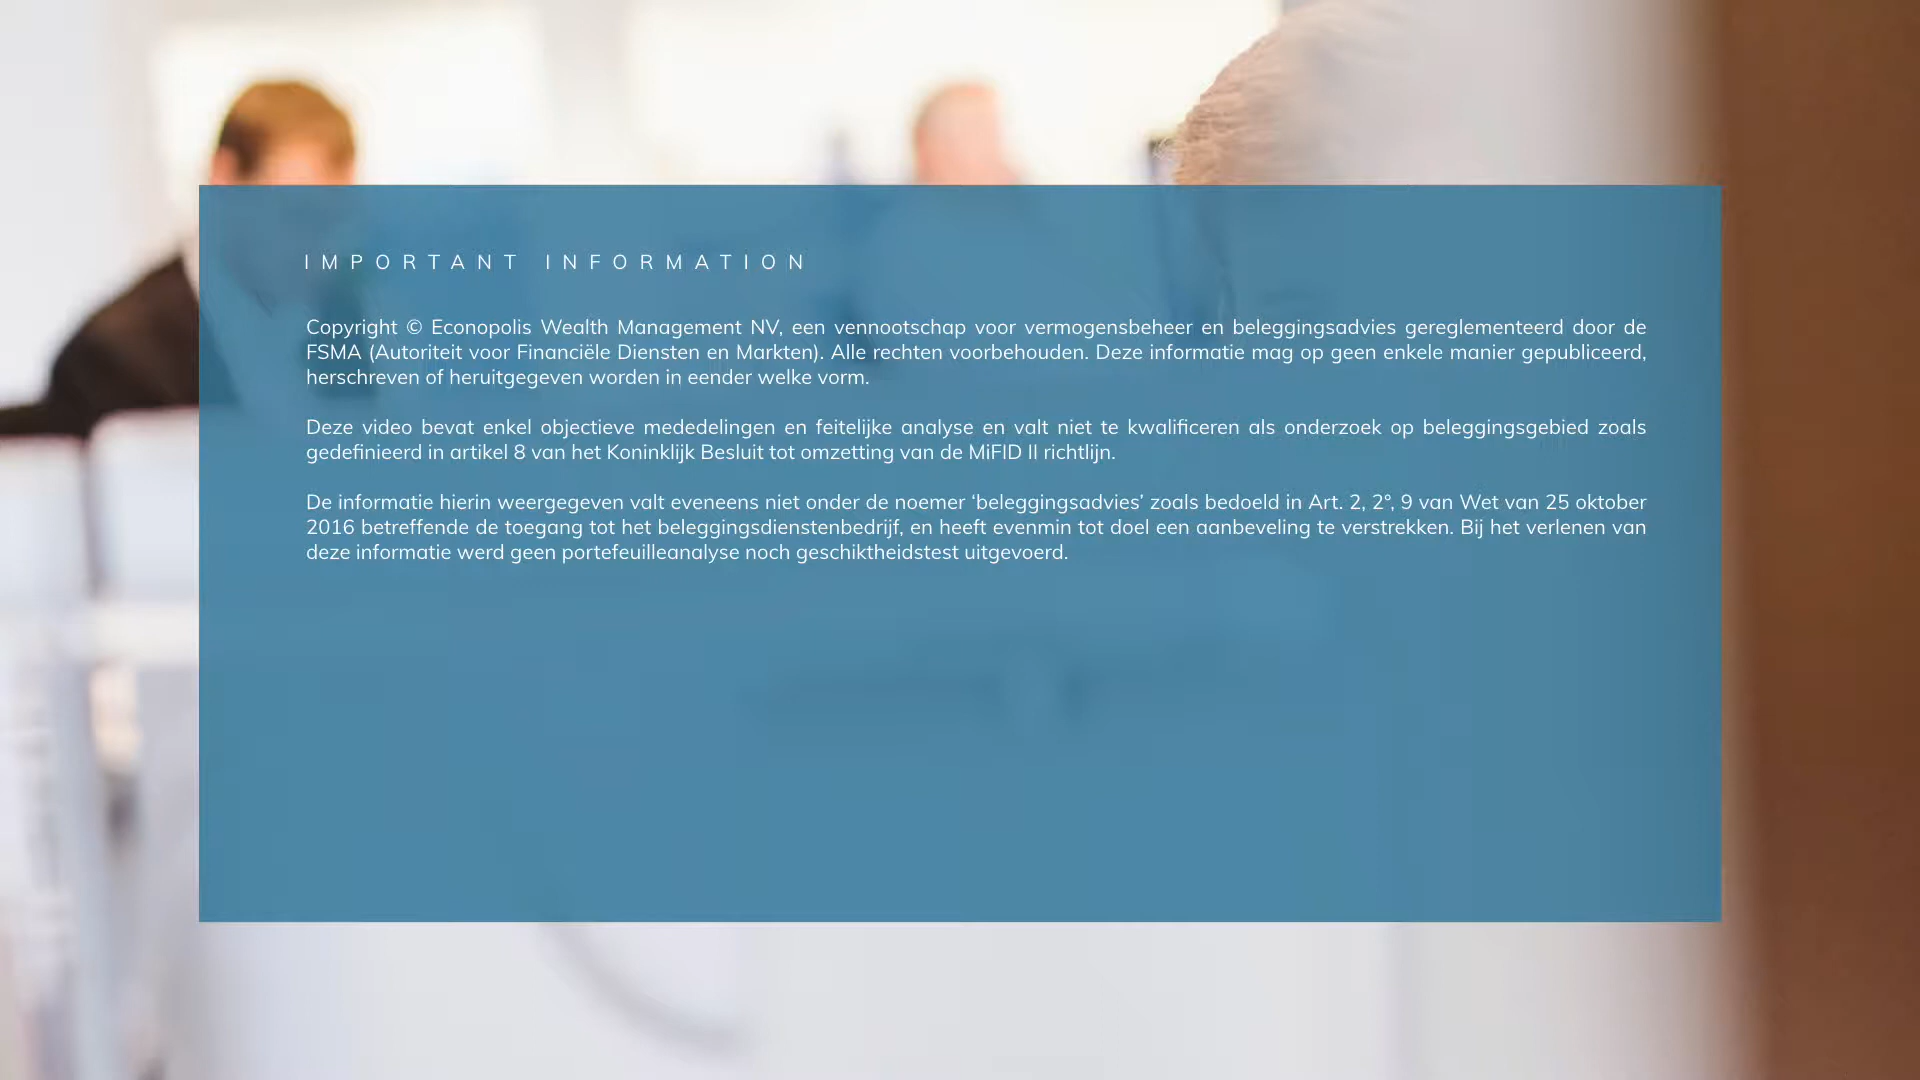 IMPORTANT INFORMATION
Copyright © Econopolis Wealth Management NV, een vennootschap voor vermogensbeheer en beleggingsadvies gereglementeerd door de
FSMA (Autoriteit voor Financiële Diensten en Markten). Alle rechten voorbehouden. Deze informatie mag op geen enkele manier gepubliceerd,
herschreven of heruitgegeven worden in eender welke vorm.
Deze video bevat enkel objectieve mededelingen en feitelijke analyse en valt niet te kwalificeren als onderzoek op beleggingsgebied zoals
gedefinieerd in artikel 8 van het Koninklijk Besluit tot omzetting van de MiFID II richtlijn.
De informatie hierin weergegeven valt eveneens niet onder de noemer ‘beleggingsadvies’ zoals bedoeld in Art. 2, 2°, 9 van Wet van 25 oktober
2016 betreffende de toegang tot het beleggingsdienstenbedrijf, en heeft evenmin tot doel een aanbeveling te verstrekken. Bij het verlenen van
deze informatie werd geen portefeuilleanalyse noch geschiktheidstest uitgevoerd.